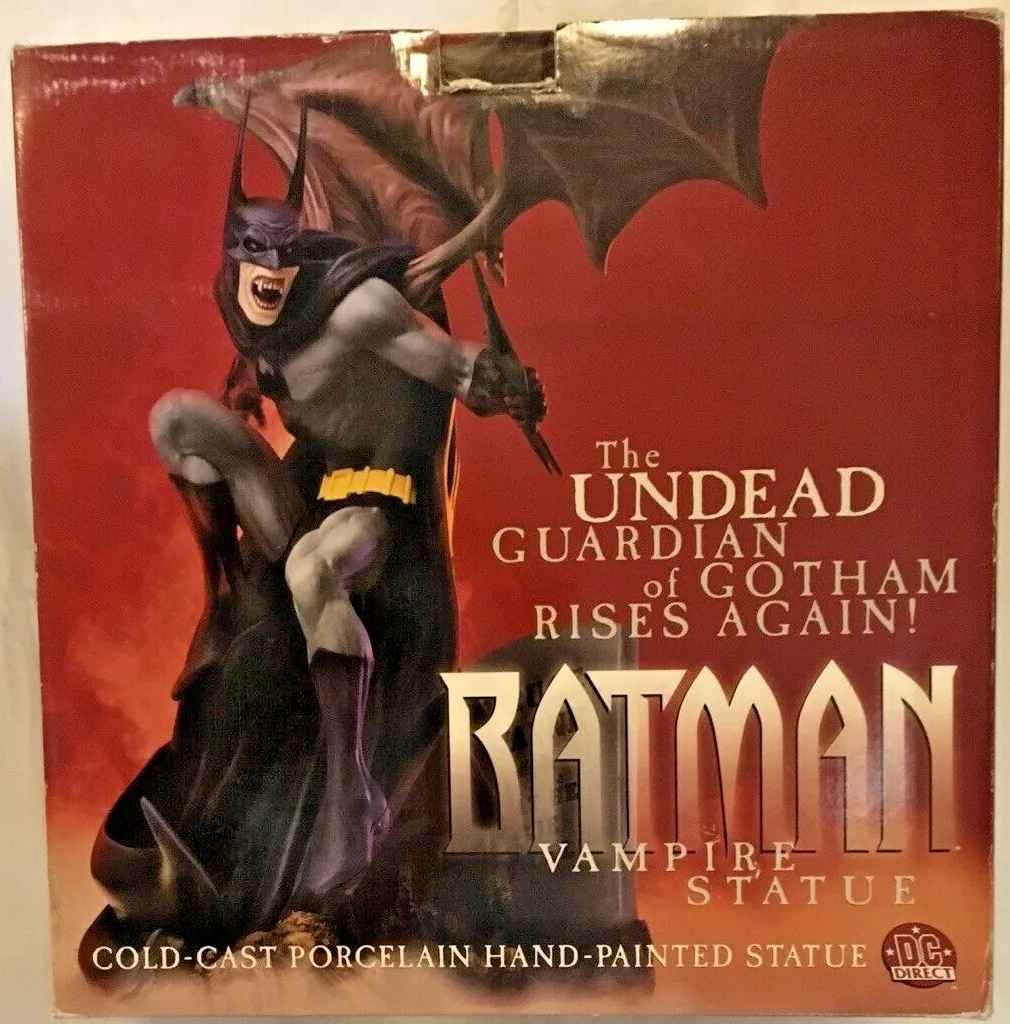 The
UNDEAD
GUARDIAN
of GOTHAM
RISES AGAIN!
BATMAN
VAMPIRE
STATUE
COLD-CAST PORCELAIN HAND-PAINTED STATUE
DC
DIRECT